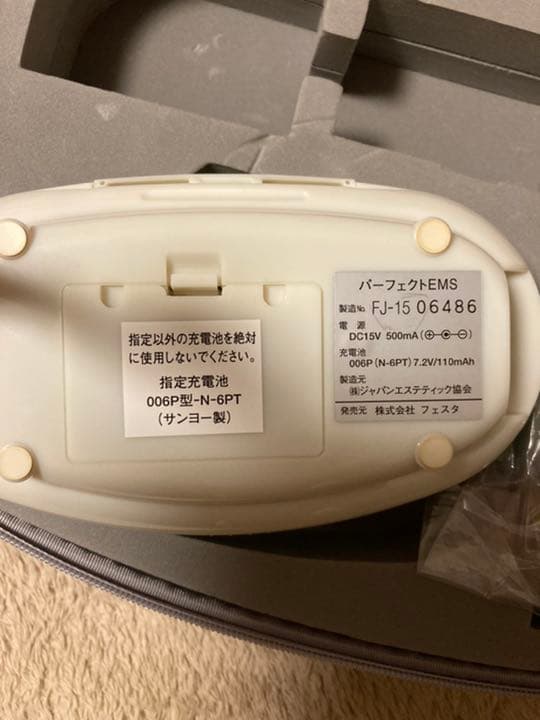 指定以外の充電池を絶対
に使用しないでください。
指定充電池
006P型-N-6PT
(サンヨー製)
パーフェクトEMS
製造No. FJ-15 06486
電 源
DC15V 500mA (⊕-●-⊖)
充電池
006P (N-6PT) 7.2V/110mAh
製造元
㈱ジャパンエステティック協会
発売元 株式会社 フェスタ